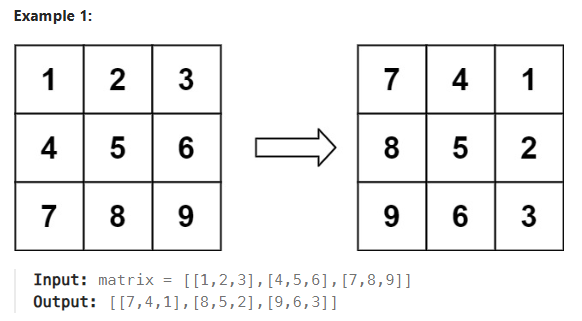 Example 1:
1 2 3 7 4 1
4 5 6 8 5 2
7 8 9 9 6 3
Input: matrix = [[1,2,3],[4,5,6],[7,8,9]]
Output: [[7,4,1],[8,5,2],[9,6,3]]